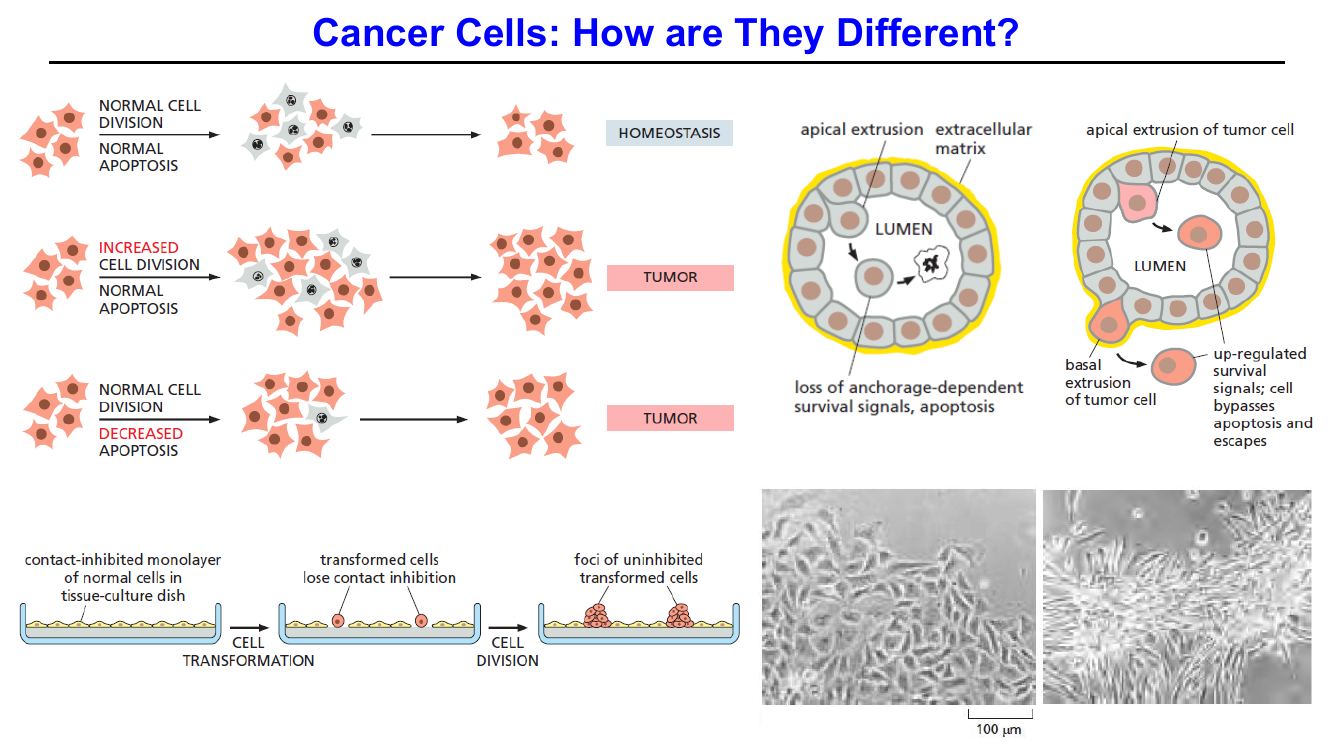 Cancer Cells: How are They Different?
NORMAL CELL
DIVISION
NORMAL
APOPTOSIS
HOMEOSTASIS
INCREASED
CELL DIVISION
NORMAL
APOPTOSIS
TUMOR
NORMAL CELL
DIVISION
DECREASED
APOPTOSIS
TUMOR
apical extrusion
extracellular
matrix
LUMEN
loss of anchorage-dependent
survival signals, apoptosis
apical extrusion of tumor cell
LUMEN
basal
extrusion
of tumor cell
up-regulated
survival
signals; cell
bypasses
apoptosis and
escapes
contact-inhibited monolayer
of normal cells in
tissue-culture dish
CELL
TRANSFORMATION
transformed cells
lose contact inhibition
CELL
DIVISION
foci of uninhibited
transformed cells
100 μm